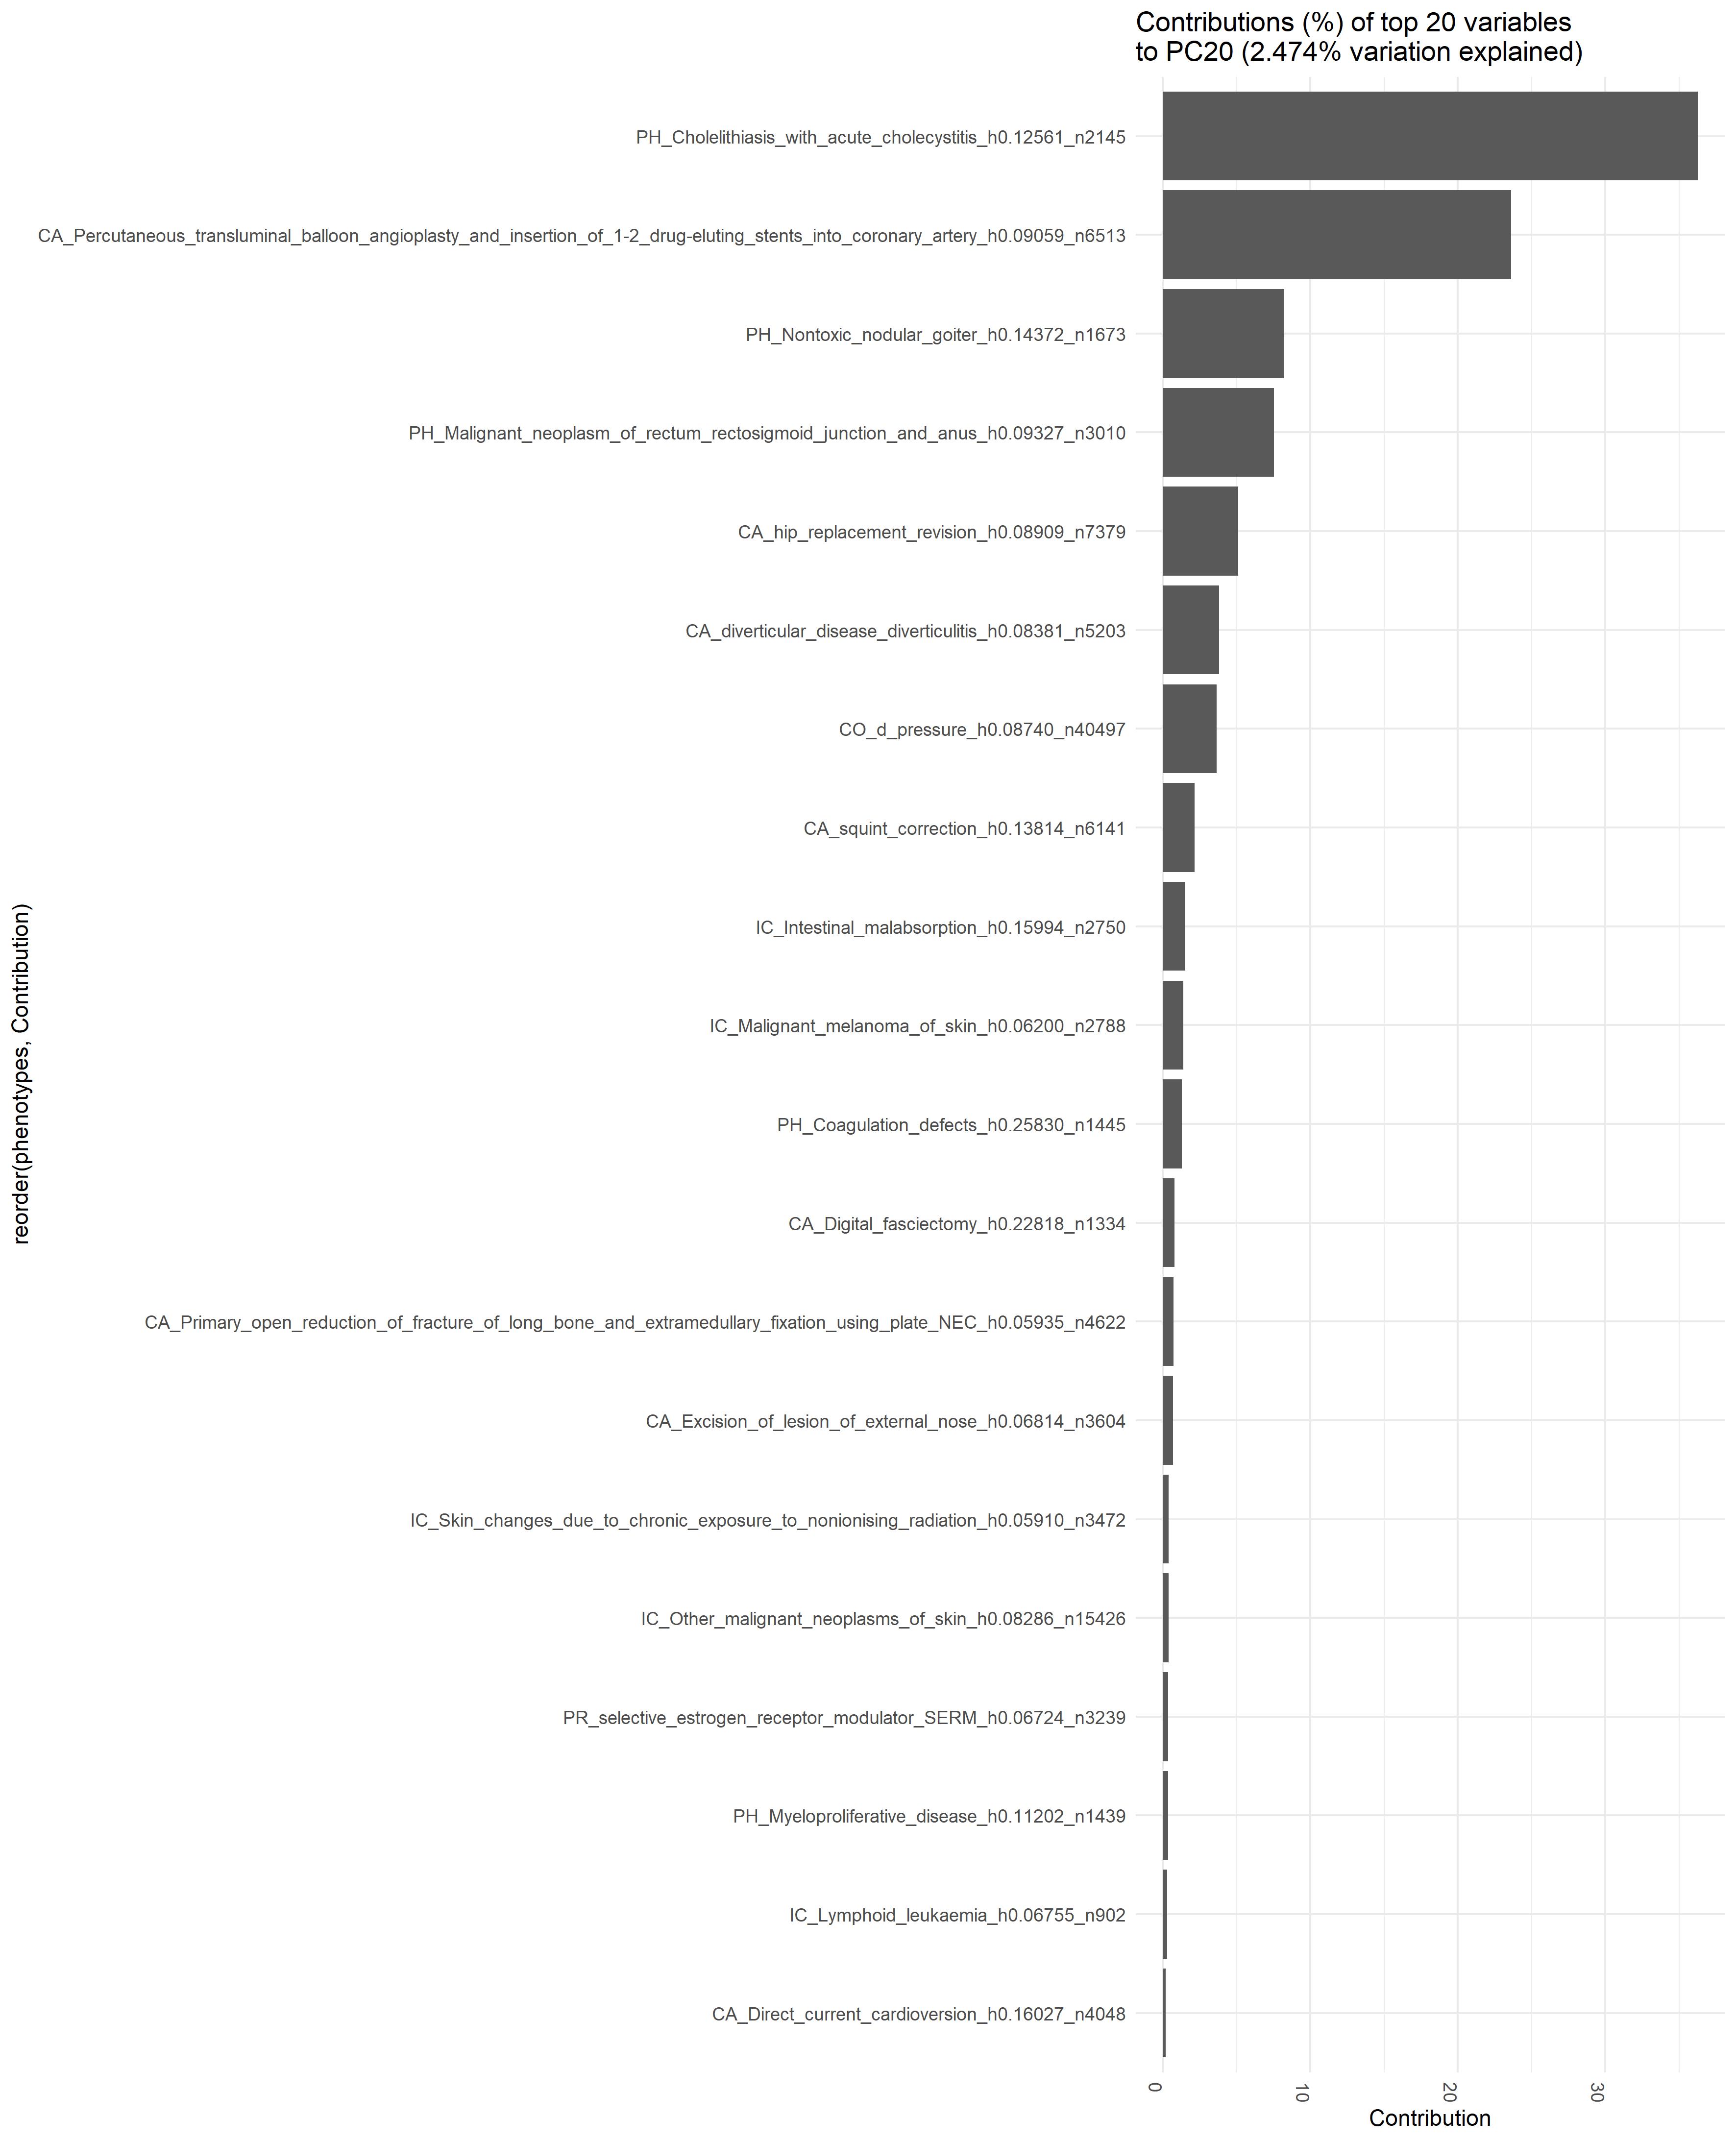 Contributions (%) of top 20 variables
to PC20 (2.474% variation explained)
PH_Cholelithiasis_with_acute_cholecystitis_h0.12561_n2145
CA_Percutaneous_transluminal_balloon_angioplasty_and_insertion_of_1-2_drug-eluting_stents_into_coronary_artery_h0.09059_n6513
PH_Nontoxic_nodular_goiter_h0.14372_n1673
PH_Malignant_neoplasm_of_rectum_rectosigmoid_junction_and_anus_h0.09327_n3010
CA_hip_replacement_revision_h0.08909_n7379
CA_diverticular_disease_diverticulitis_h0.08381_n5203
CO_d_pressure_h0.08740_n40497
CA_squint_correction_h0.13814_n6141
IC_Intestinal_malabsorption_h0.15994_n2750
IC_Malignant_melanoma_of_skin_h0.06200_n2788
PH_Coagulation_defects_h0.25830_n1445
CA_Digital_fasciectomy_h0.22818_n1334
CA_Primary_open_reduction_of_fracture_of_long_bone_and_extramedullary_fixation_using_plate_NEC_h0.05935_n4622
CA_Excision_of_lesion_of_external_nose_h0.06814_n3604
IC_Skin_changes_due_to_chronic_exposure_to_nonionising_radiation_h0.05910_n3472
IC_Other_malignant_neoplasms_of_skin_h0.08286_n15426
PR_selective_estrogen_receptor_modulator_SERM_h0.06724_n3239
PH_Myeloproliferative_disease_h0.11202_n1439
IC_Lymphoid_leukaemia_h0.06755_n902
CA_Direct_current_cardioversion_h0.16027_n4048
reorder(phenotypes, Contribution)
0
10
20
30
Contribution